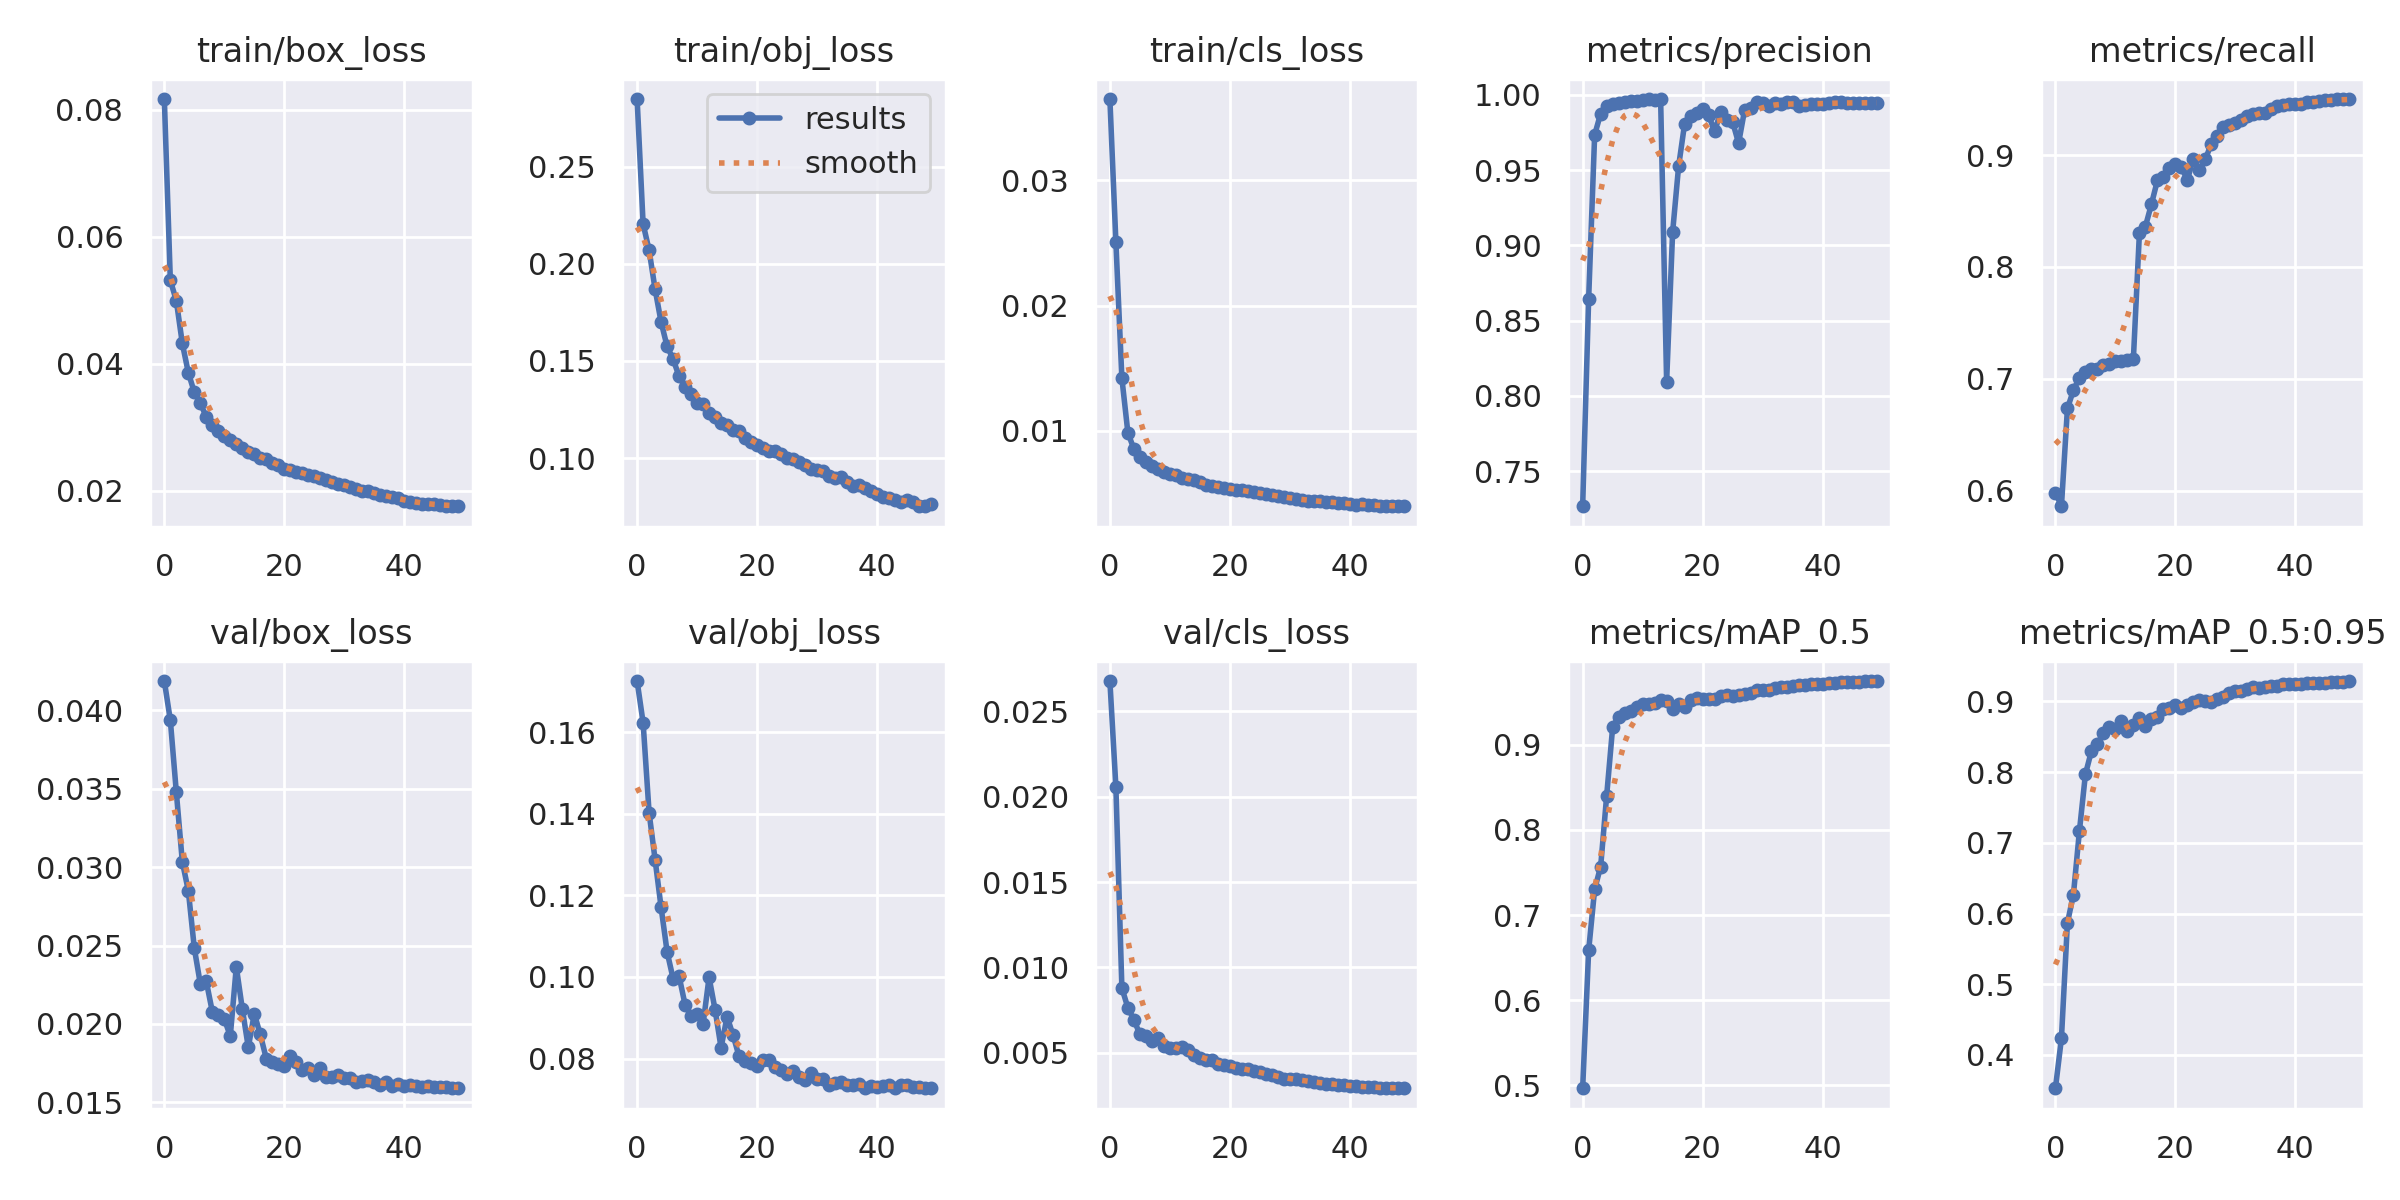 train/box_loss
0.08
0.06
0.04
0.02
0 20 40
train/obj_loss
results
smooth
0.25
0.20
0.15
0.10
0 20 40
train/cls_loss
0.03
0.02
0.01
0 20 40
metrics/precision
1.00
0.95
0.90
0.85
0.80
0.75
0 20 40
metrics/recall
0.9
0.8
0.7
0.6
0 20 40
val/box_loss
0.040
0.035
0.030
0.025
0.020
0.015
0 20 40
val/obj_loss
0.16
0.14
0.12
0.10
0.08
0 20 40
val/cls_loss
0.025
0.020
0.015
0.010
0.005
0 20 40
metrics/mAP_0.5
0.9
0.8
0.7
0.6
0.5
0 20 40
metrics/mAP_0.5:0.95
0.9
0.8
0.7
0.6
0.5
0.4
0 20 40